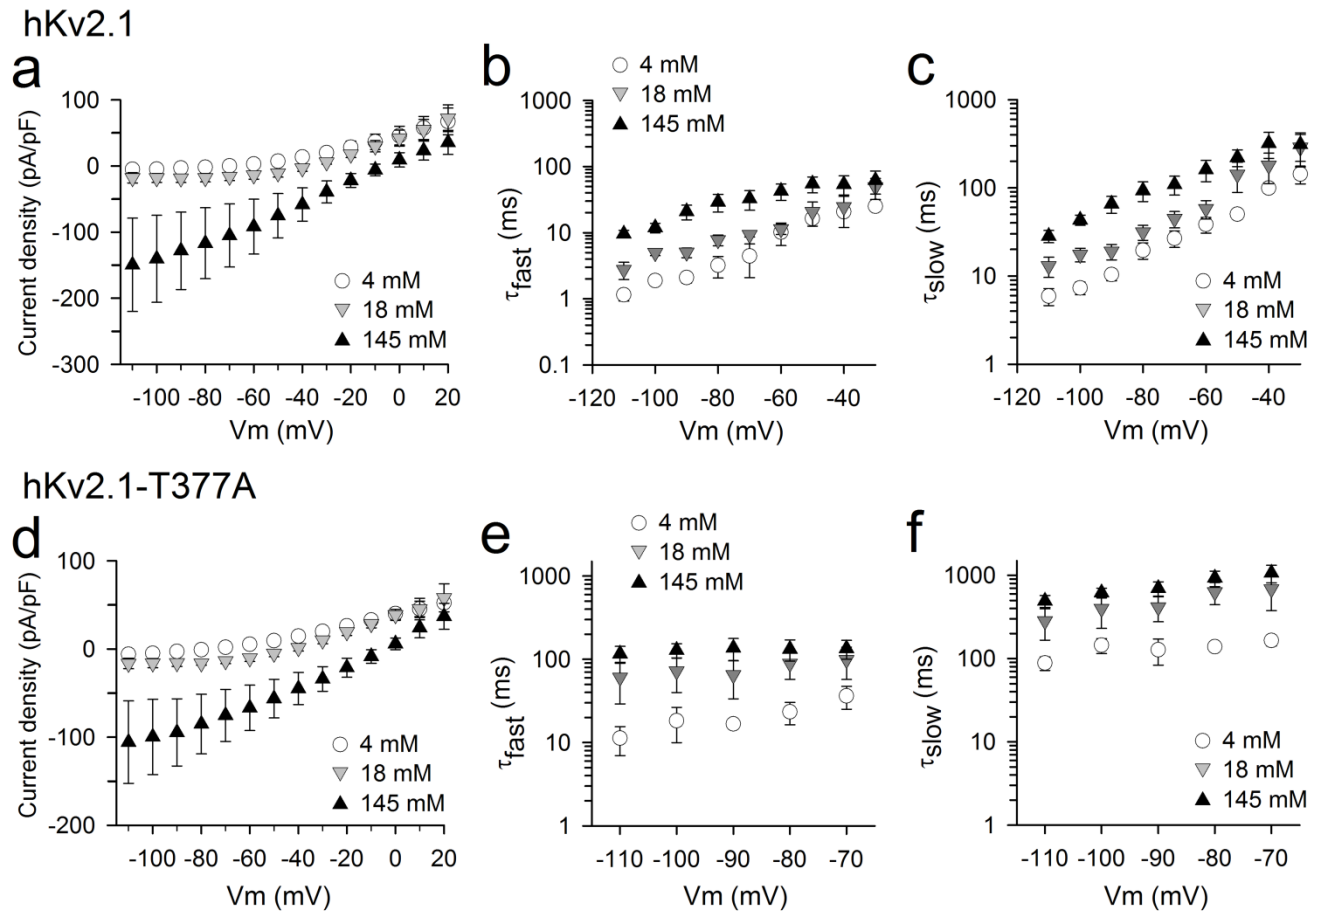 hKv2.1
a
Current density (pA/pF)
100
0
-100
-200
-300
-100 -80 -60 -40 -20 0 20
Vm (mV)
4 mM
18 mM
145 mM
b
4 mM
18 mM
145 mM
τfast (ms)
1000
100
10
1
0.1
-120 -100 -80 -60 -40
Vm (mV)
c
τslow (ms)
1000
100
10
1
-120 -100 -80 -60 -40
Vm (mV)
4 mM
18 mM
145 mM
hKv2.1-T377A
d
Current density (pA/pF)
100
0
-100
-200
-100 -80 -60 -40 -20 0 20
Vm (mV)
4 mM
18 mM
145 mM
e
4 mM
18 mM
145 mM
τfast (ms)
1000
100
10
1
-110 -100 -90 -80 -70
Vm (mV)
f
τslow (ms)
1000
100
10
1
-110 -100 -90 -80 -70
Vm (mV)
4 mM
18 mM
145 mM